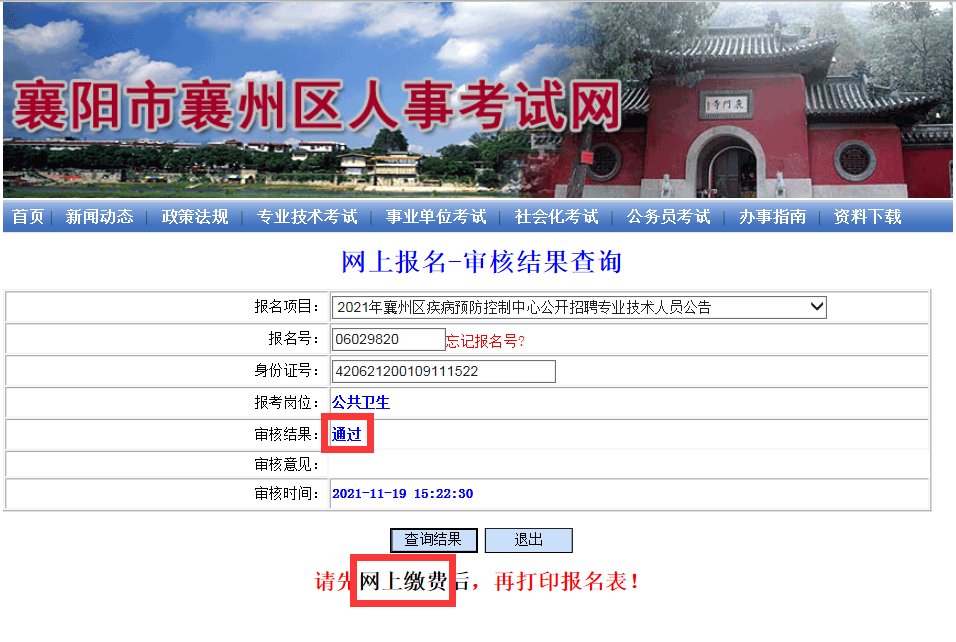 襄阳市襄州区人事考试网
首页 | 新闻动态 | 政策法规 | 专业技术考试 | 事业单位考试 | 社会化考试 | 公务员考试 | 办事指南 | 资料下载
网上报名-审核结果查询
报名项目： 2021年襄州区疾病预防控制中心公开招聘专业技术人员公告
报名号： 06029820 忘记报名号?
身份证号： 420621200109111522
报考岗位： 公共卫生
审核结果： 通过
审核意见：
审核时间： 2021-11-19 15:22:30
查询结果 退出
请先网上缴费后，再打印报名表！